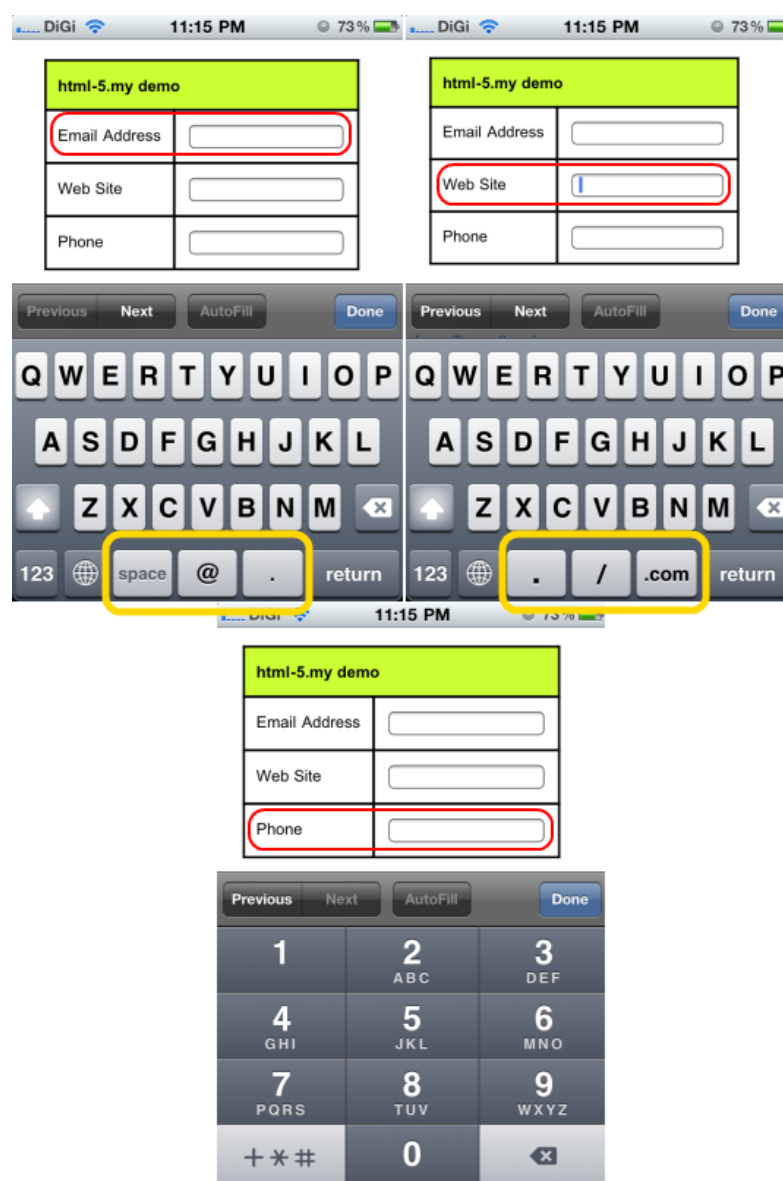 DiGi 11:15 PM 73%
html-5.my demo
Email Address
Web Site
Phone
Previous Next AutoFill Done
Q W E R T Y U I O P
A S D F G H J K L
Z X C V B N M
123 space @ . return
DiGi 11:15 PM 73%
html-5.my demo
Email Address
Web Site
Phone
Previous Next AutoFill Done
Q W E R T Y U I O P
A S D F G H J K L
Z X C V B N M
123 . / .com return
DiGi 11:15 PM 73%
html-5.my demo
Email Address
Web Site
Phone
Previous Next AutoFill Done
1 2 3
ABC DEF
4 5 6
GHI JKL MNO
7 8 9
PQRS TUV WXYZ
+*# 0